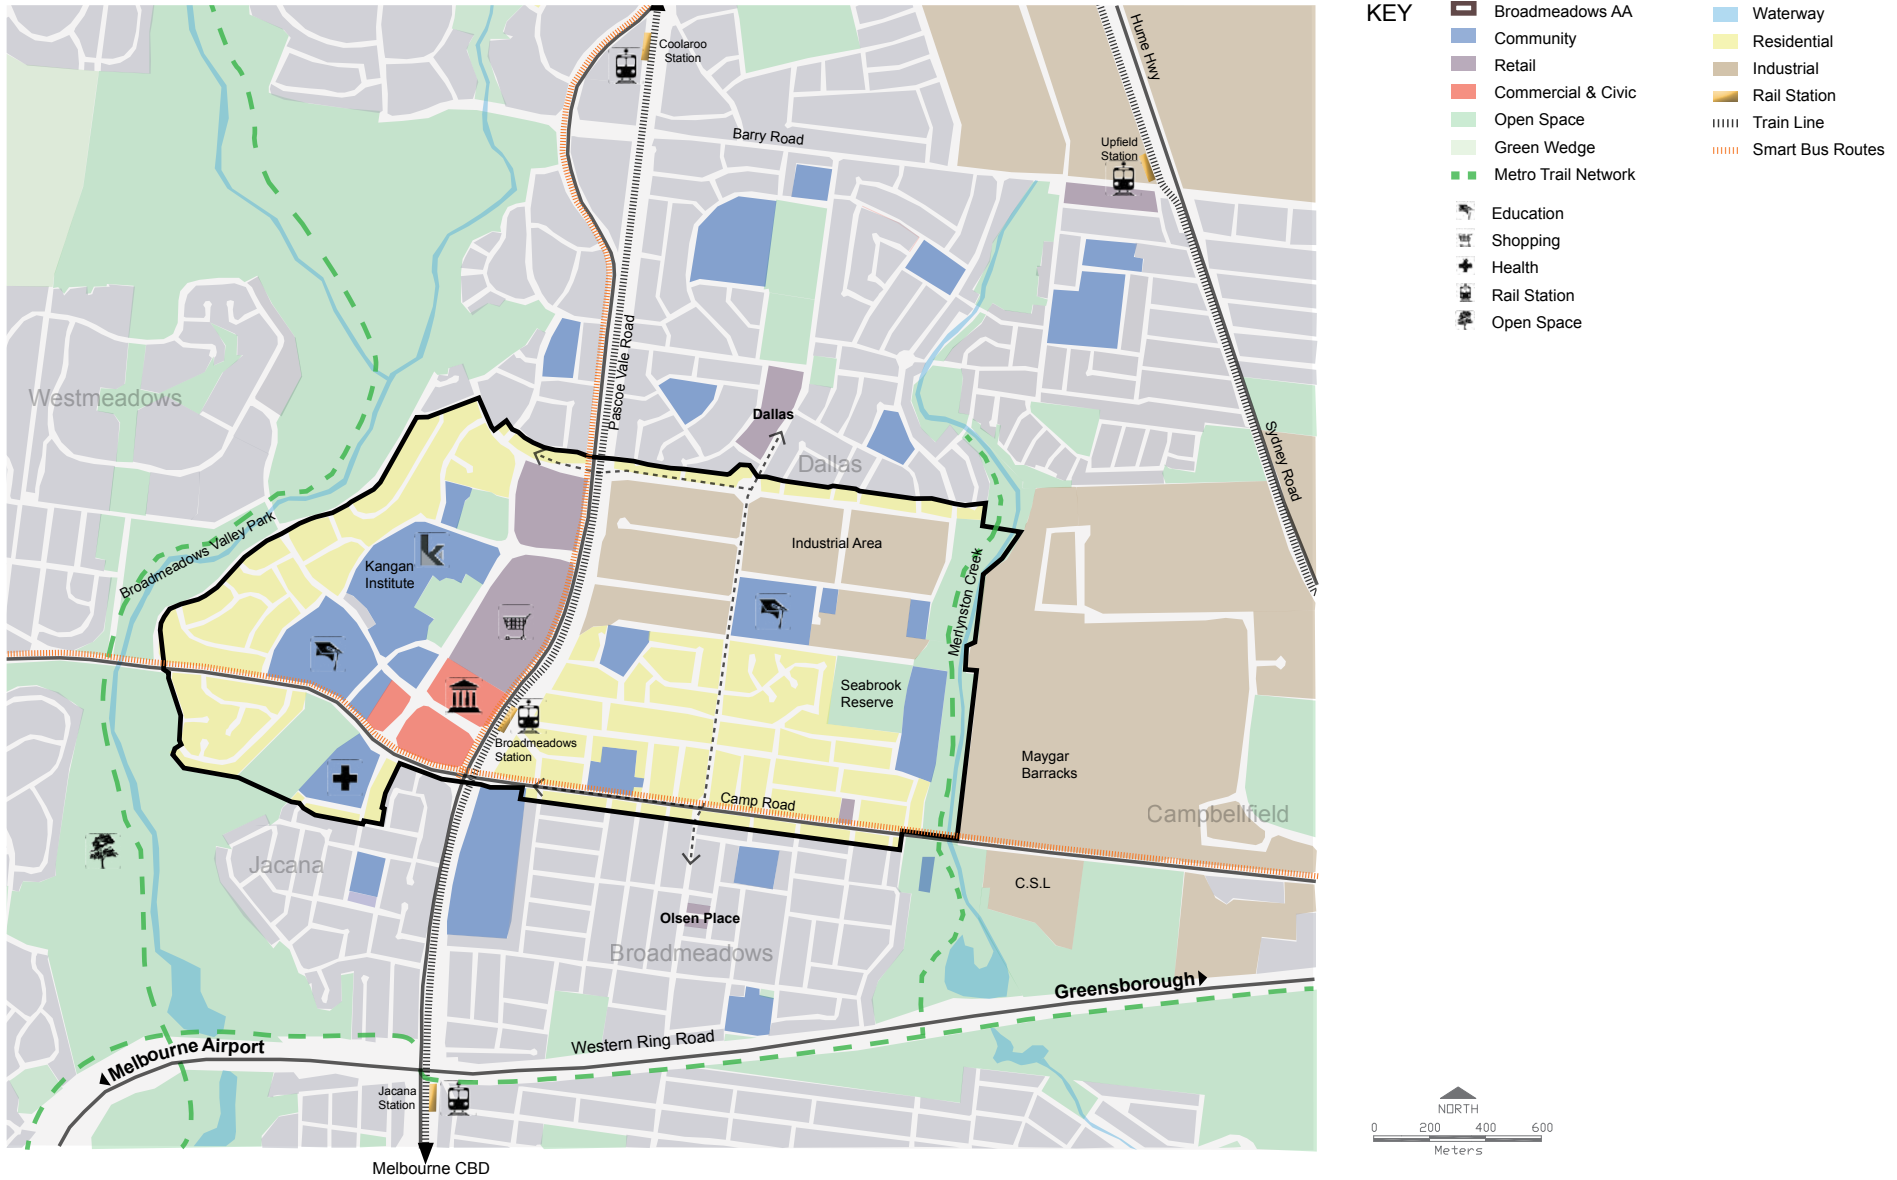 KEY
Broadmeadows AA
Community
Retail
Commercial & Civic
Open Space
Green Wedge
Metro Trail Network
Education
Shopping
Health
Rail Station
Open Space
Waterway
Residential
Industrial
Rail Station
Train Line
Smart Bus Routes
Coolaroo
Station
Hume Hwy
Barry Road
Upfield
Station
Pascoe Vale Road
Westmeadows
Dallas
Dallas
Sydney Road
Broadmeadows Valley Park
Kangan
Institute
k
Industrial Area
Merlynston Creek
Seabrook
Reserve
Broadmeadows
Station
Maygar
Barracks
Camp Road
Campbellfield
Jacana
C.S.L
Olsen Place
Broadmeadows
Greensborough
Western Ring Road
Melbourne Airport
Jacana
Station
Melbourne CBD
NORTH
0 200 400 600
Meters